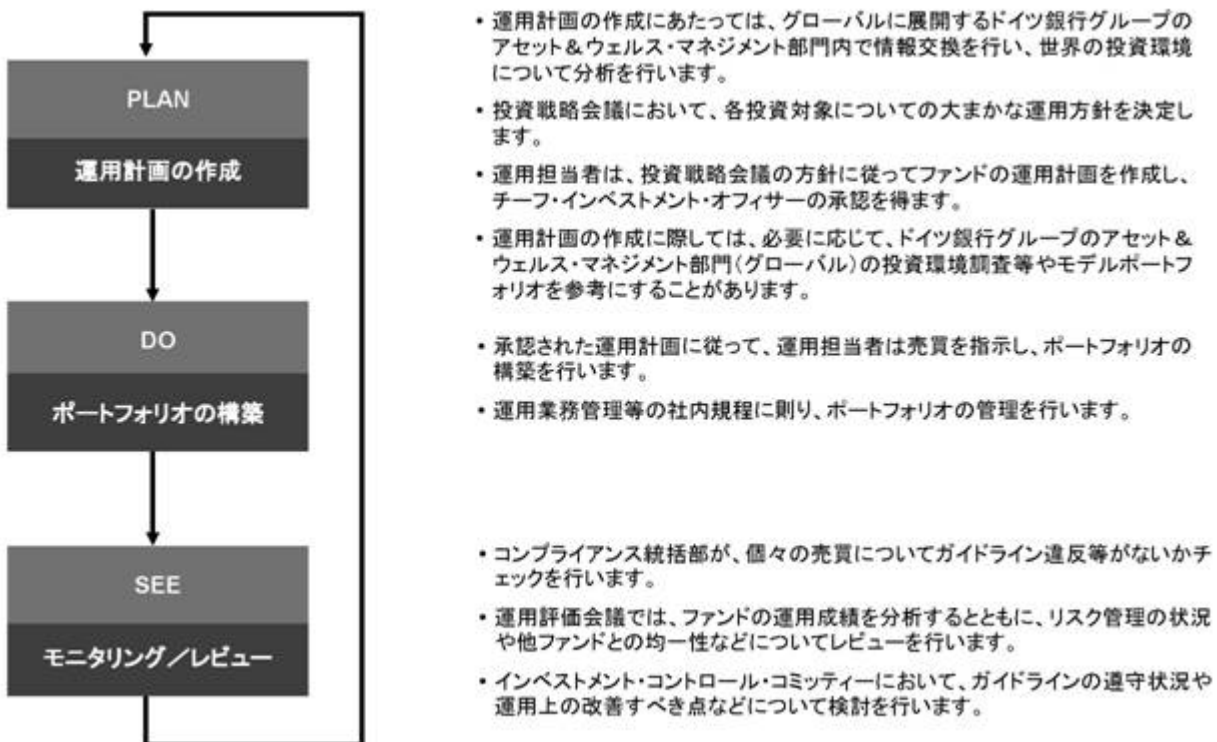 PLAN
運用計画の作成
・運用計画の作成にあたっては、グローバルに展開するドイツ銀行グループの
アセット＆ウェルス・マネジメント部門内で情報交換を行い、世界の投資環境
について分析を行います。
・投資戦略会議において、各投資対象についての大まかな運用方針を決定し
ます。
・運用担当者は、投資戦略会議の方針に従ってファンドの運用計画を作成し、
チーフ・インベストメント・オフィサーの承認を得ます。
・運用計画の作成に際しては、必要に応じて、ドイツ銀行グループのアセット＆
ウェルス・マネジメント部門（グローバル）の投資環境調査等やモデルポートフ
ォリオを参考にすることがあります。
DO
ポートフォリオの構築
・承認された運用計画に従って、運用担当者は売買を指示し、ポートフォリオの
構築を行います。
・運用業務管理等の社内規程に則り、ポートフォリオの管理を行います。
SEE
モニタリング／レビュー
・コンプライアンス統括部が、個々の売買についてガイドライン違反等がないかチ
ェックを行います。
・運用評価会議では、ファンドの運用成績を分析するとともに、リスク管理の状況
や他ファンドとの均一性などについてレビューを行います。
・インベストメント・コントロール・コミッティーにおいて、ガイドラインの遵守状況や
運用上の改善すべき点などについて検討を行います。